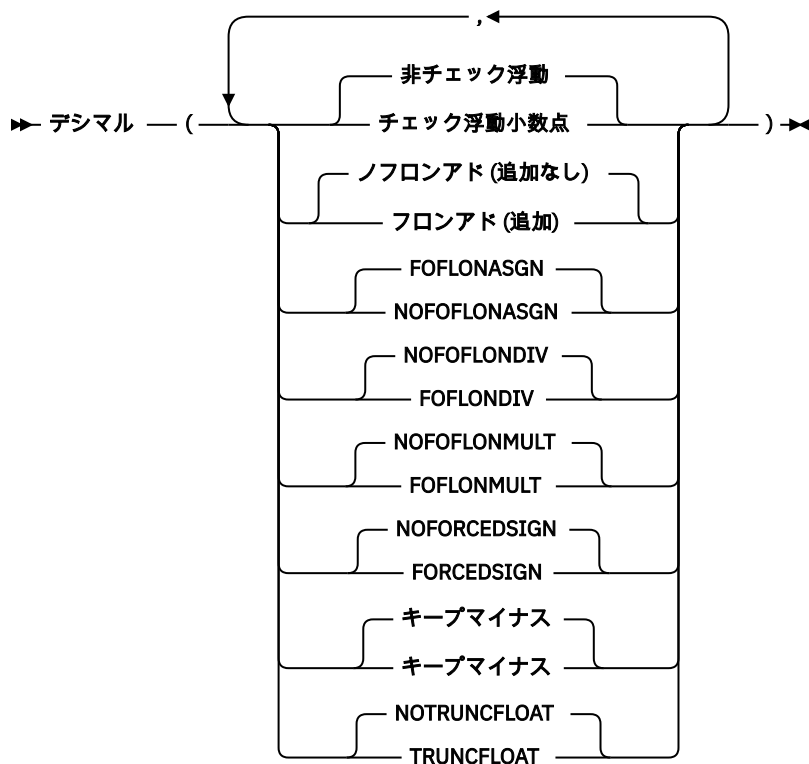 ,
非チェック浮動
デシマル ( チェック浮動小数点 )
ノフロンアド (追加なし)
フロンアド (追加)
FOFLONASGN
NOFOFLONASGN
NOFOFLONDIV
FOFLONDIV
NOFOFLONMULT
FOFLONMULT
NOFORCEDSIGN
FORCEDSIGN
キープマイナス
キープマイナス
NOTRUNCFLOAT
TRUNCFLOAT